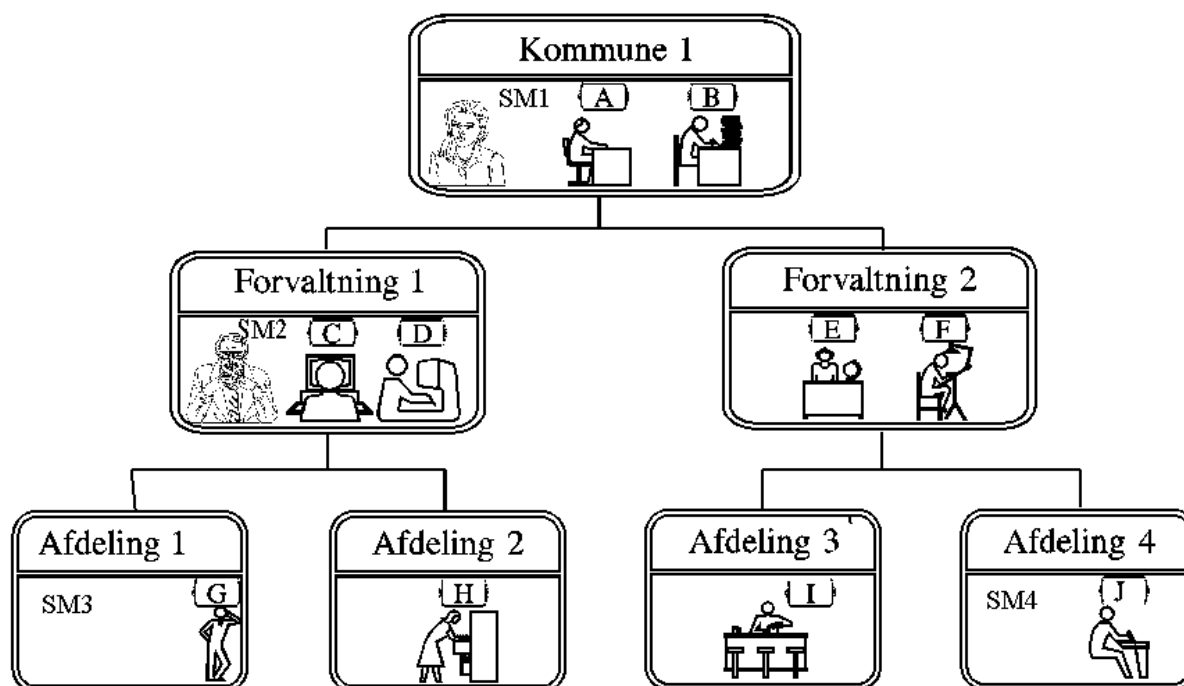 Kommune 1
SM1 A B
Forvaltning 1
SM2 C D
Forvaltning 2
E F
Afdeling 1
SM3 G
Afdeling 2
H
Afdeling 3
I
Afdeling 4
SM4 J